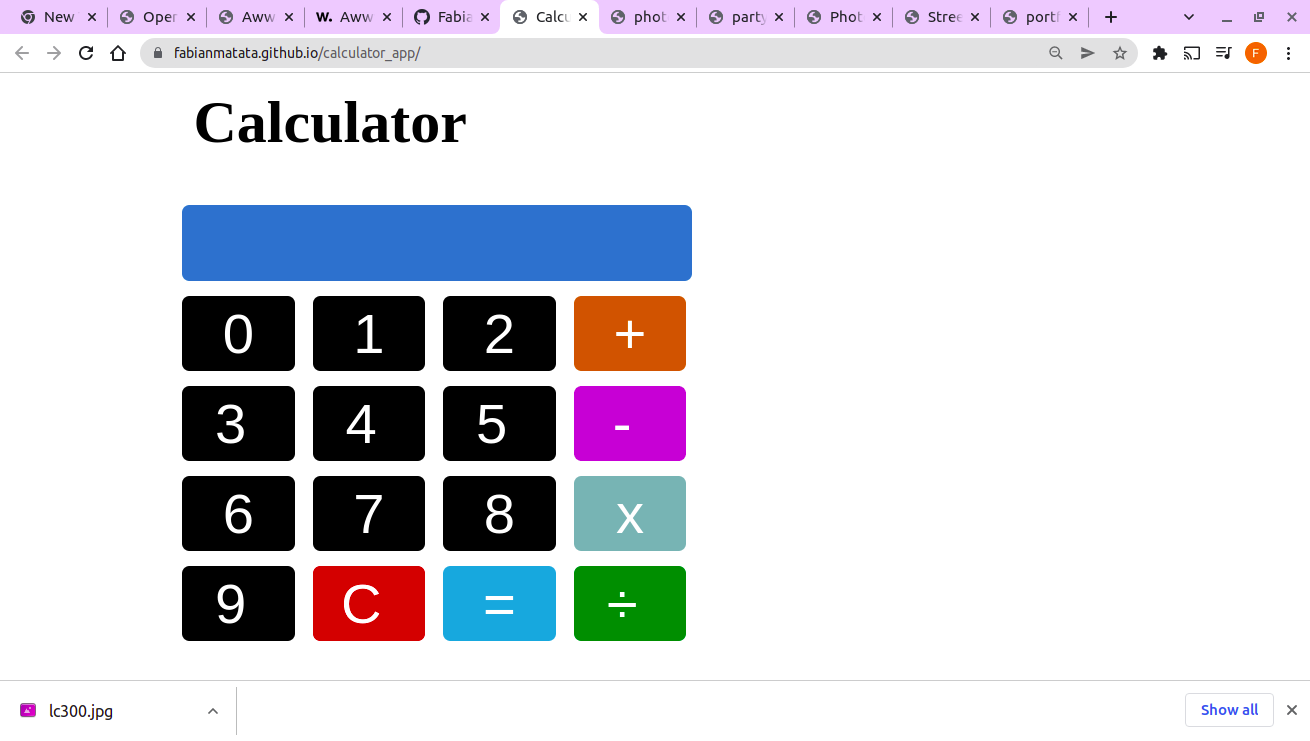 New
Oper
Aww
W. Aww
Fabia
Calcu
phot
party
Phot
Stree
portf
fabianmatata.github.io/calculator_app/
F
Calculator
0 1 2 +
3 4 5 -
6 7 8 x
9 C = ÷
lc300.jpg
Show all